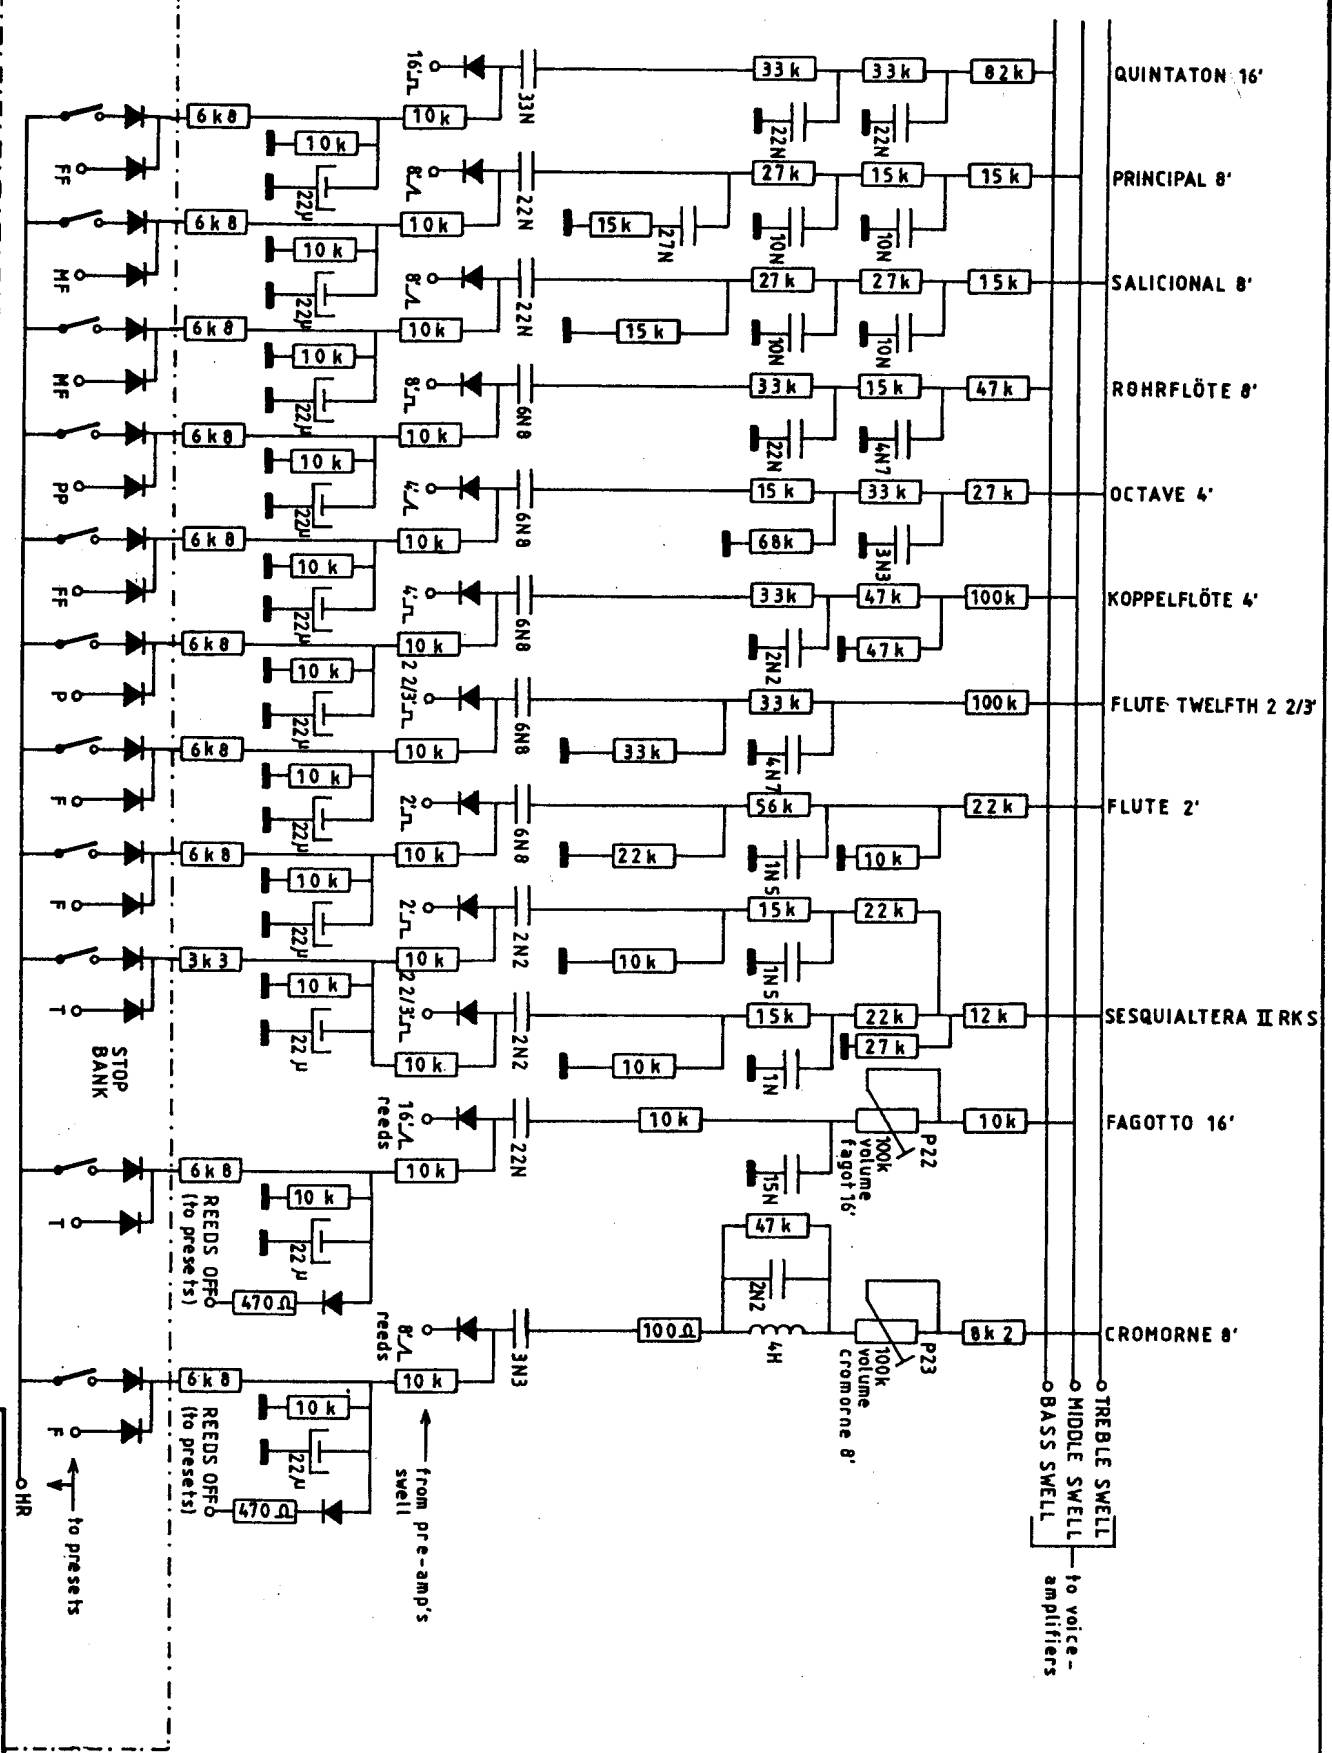 QUINTATON 16'
33k
33k
82k
33N
22N
22N
16'
10k
6k8
10k
22µ
FF
PRINCIPAL 8'
27k
15k
15k
22N
15k
27N
10N
10N
8'
10k
6k8
10k
22µ
MF
SALICIONAL 8'
27k
27k
15k
22N
15k
10N
10N
8'
10k
6k8
10k
22µ
MF
ROHRFLÖTE 8'
33k
15k
47k
6N8
22N
4N7
8'
10k
6k8
10k
22µ
PP
OCTAVE 4'
15k
33k
27k
6N8
68k
3N3
4'
10k
6k8
10k
22µ
FF
KOPPELFLÖTE 4'
33k
47k
100k
6N8
2N2
47k
4'
10k
6k8
10k
22µ
P
FLUTE TWELFTH 2 2/3'
33k
100k
6N8
33k
4N7
2 2/3'
10k
6k8
10k
22µ
F
FLUTE 2'
56k
22k
6N8
22k
1N5
10k
2'
10k
6k8
10k
22µ
F
15k
22k
2N2
10k
1N5
2'
10k
3k3
10k
22µ
T
SESQUIALTERA II RKS
15k
22k
12k
27k
2N2
10k
1N
2 2/3'
10k
STOP
BANK
FAGOTTO 16'
10k
10k
P22
100k
volume
fagot 16'
22N
15N
16'
reeds
10k
6k8
10k
22µ
T
REEDS OFF
(to presets)
470Ω
CROMORNE 8'
47k
2N2
4H
100Ω
8k2
P23
100k
volume
cromorne 8'
3N3
8'
reeds
10k
6k8
10k
22µ
F
REEDS OFF
(to presets)
470Ω
from pre-amp's
swell
TREBLE SWELL
MIDDLE SWELL
BASS SWELL
to voice-
amplifiers
to presets
HR